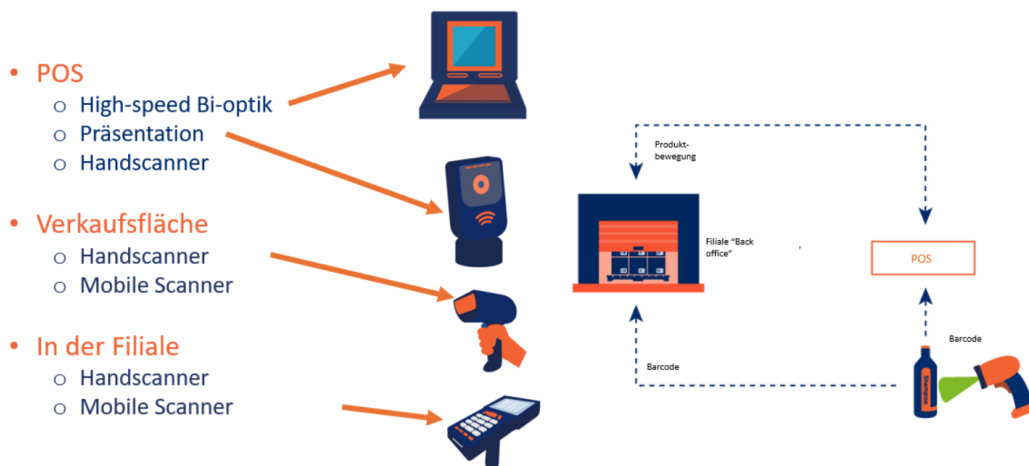 POS
High-speed Bi-optik
Präsentation
Handscanner
Verkaufsfläche
Handscanner
Mobile Scanner
In der Filiale
Handscanner
Mobile Scanner
Produkt-
bewegung
Filiale "Back
office"
,
POS
Barcode
Barcode
Shampoo